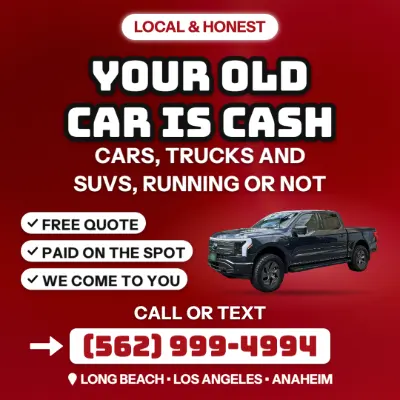 LOCAL & HONEST
YOUR OLD
CAR IS CASH
CARS, TRUCKS AND
SUVS, RUNNING OR NOT
FREE QUOTE
PAID ON THE SPOT
WE COME TO YOU
CALL OR TEXT
(562) 999-4994
LONG BEACH • LOS ANGELES • ANAHEIM